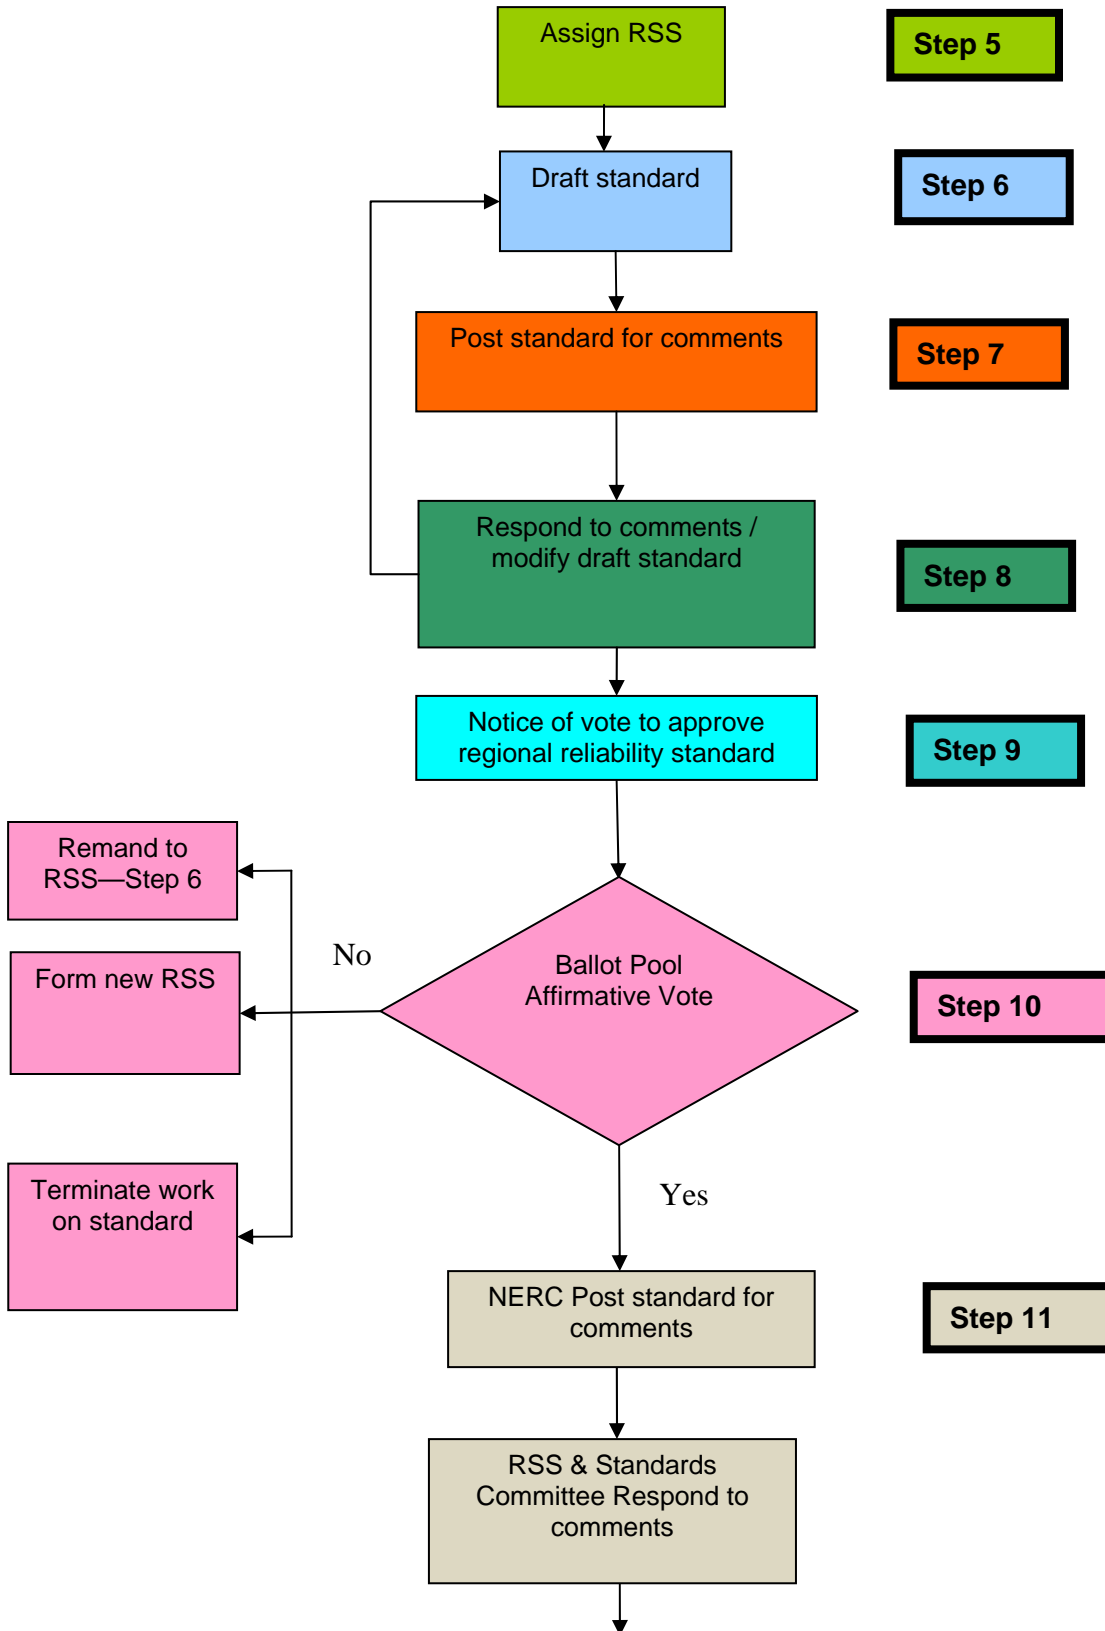 Assign RSS
Step 5
Draft standard
Step 6
Post standard for comments
Step 7
Respond to comments /
modify draft standard
Step 8
Notice of vote to approve
regional reliability standard
Step 9
Remand to
RSS—Step 6
No
Form new RSS
Ballot Pool
Affirmative Vote
Step 10
Terminate work
on standard
Yes
NERC Post standard for
comments
Step 11
RSS & Standards
Committee Respond to
comments